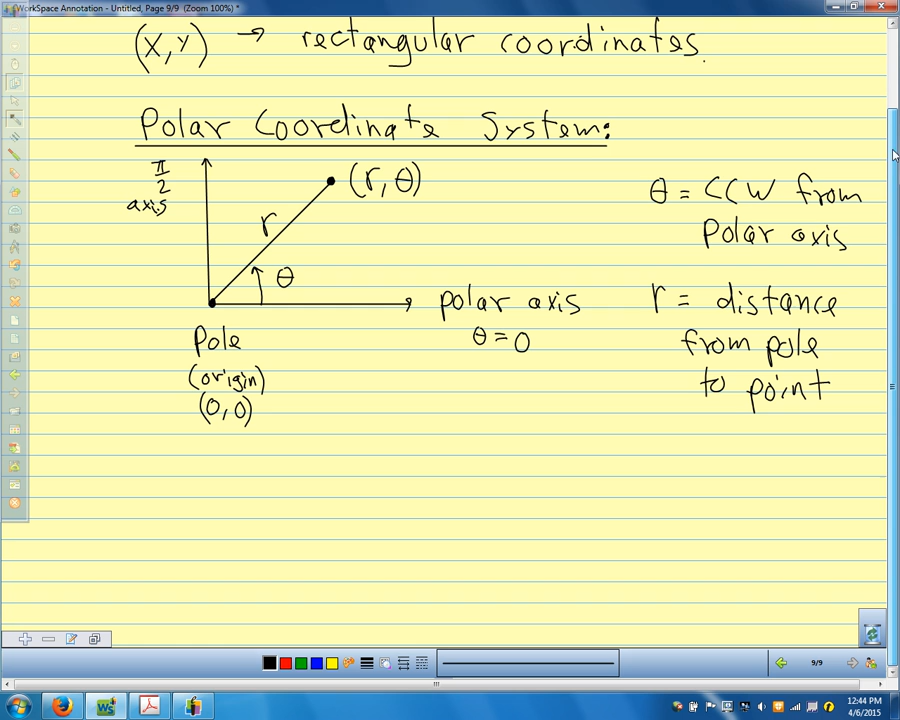 WorkSpace Annotation - Untitled, Page 9/9 (Zoom 100%) *
(x, y) → rectangular coordinates.
Polar Coordinate System:
π
2
axis
(r, θ)
r
θ
polar axis
θ = 0
Pole
(origin)
(0, 0)
θ = CCW from
Polar axis
r = distance
from pole
to point
9/9
12:44 PM
4/6/2015